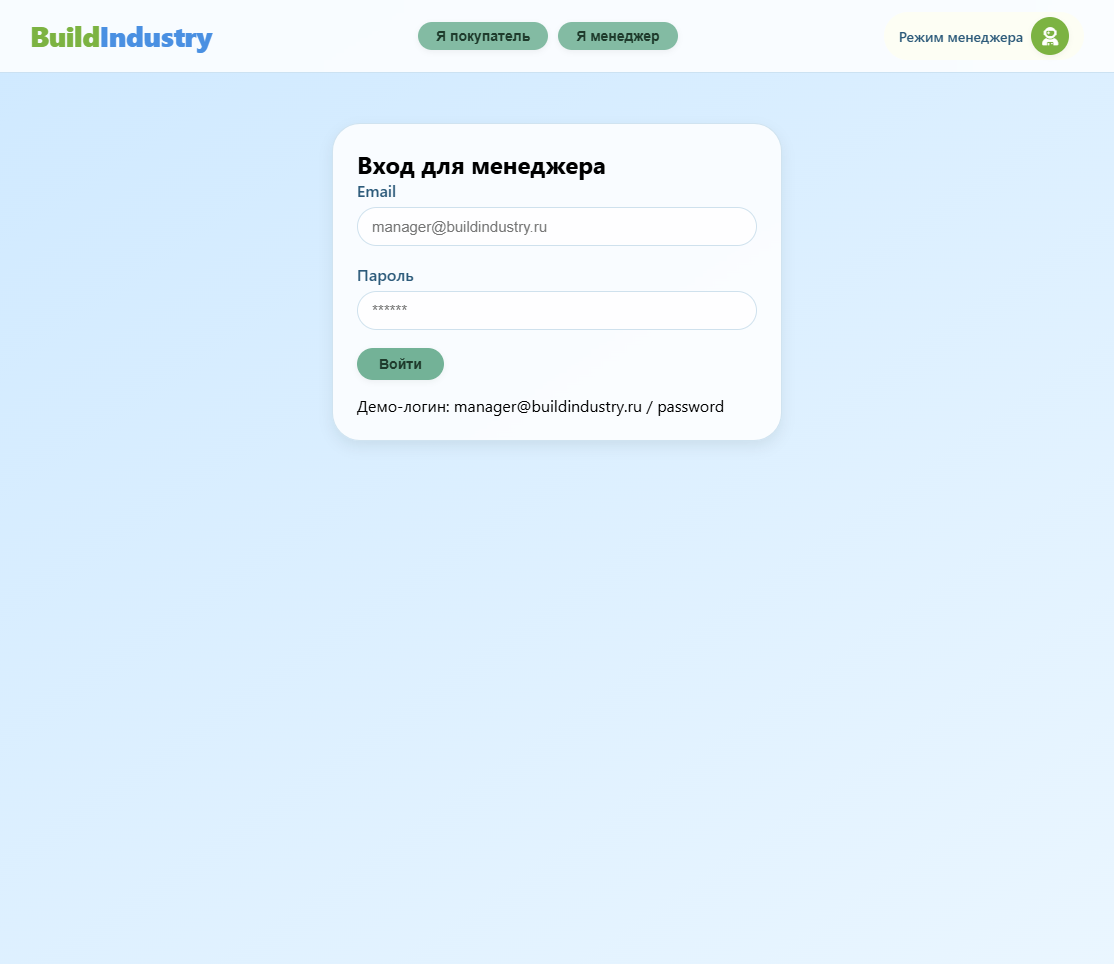 BuildIndustry
Я покупатель
Я менеджер
Режим менеджера
Вход для менеджера
Email
manager@buildindustry.ru
Пароль
******
Войти
Демо-логин: manager@buildindustry.ru / password